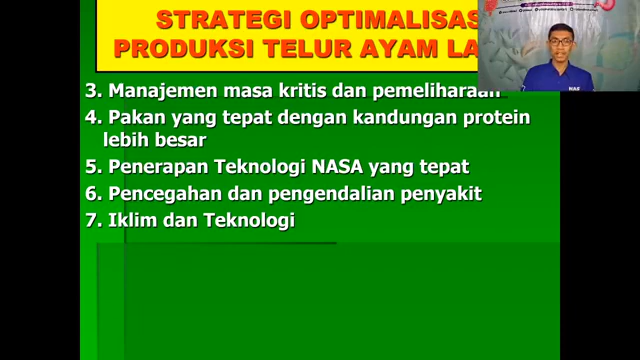 STRATEGI OPTIMALISAS
PRODUKSI TELUR AYAM LA
3. Manajemen masa kritis dan pemeliharaan
4. Pakan yang tepat dengan kandungan protein
lebih besar
5. Penerapan Teknologi NASA yang tepat
6. Pencegahan dan pengendalian penyakit
7. Iklim dan Teknologi